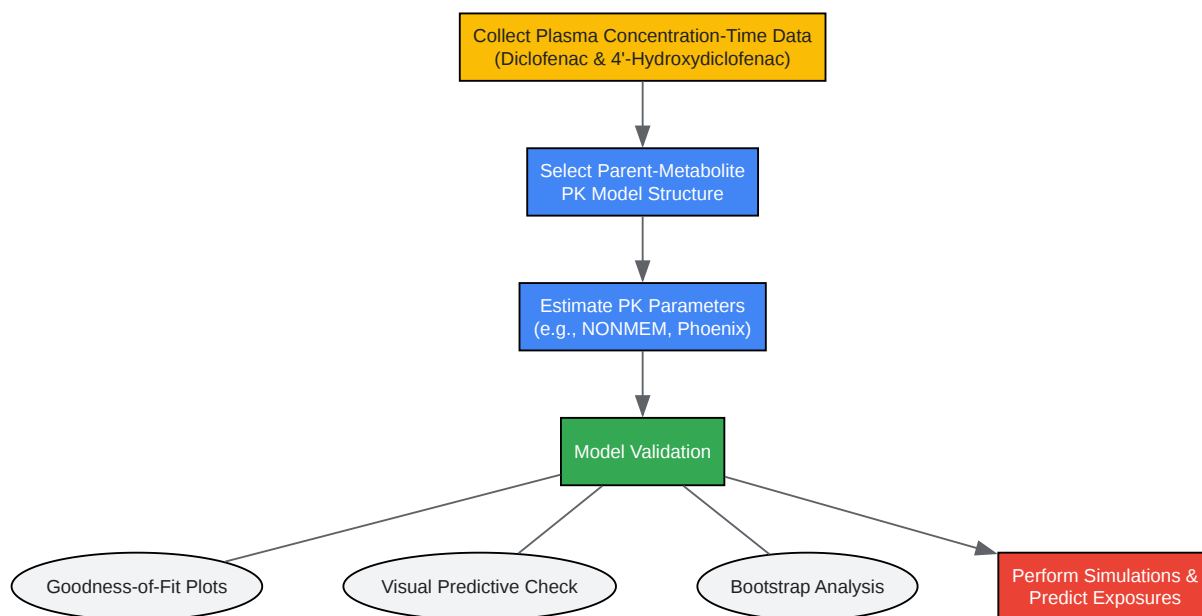 Collect Plasma Concentration-Time Data
(Diclofenac & 4'-Hydroxydiclofenac)
Select Parent-Metabolite
PK Model Structure
Estimate PK Parameters
(e.g., NONMEM, Phoenix)
Model Validation
Goodness-of-Fit Plots
Visual Predictive Check
Bootstrap Analysis
Perform Simulations &
Predict Exposures